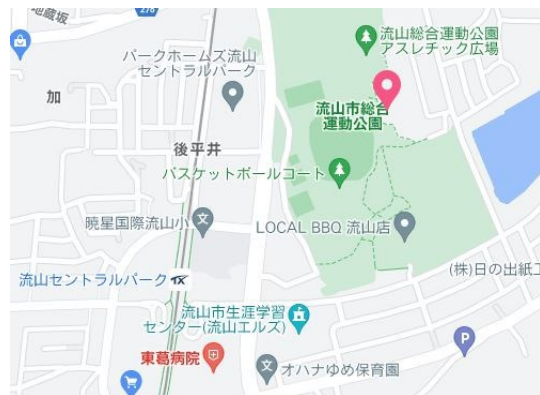 地蔵坂
278
流山総合運動公園
アスレチック広場
パークホームズ流山
セントラルパーク
加
流山市総合
運動公園
後平井
バスケットボールコート
暁星国際流山小
文
LOCAL BBQ 流山店
(株)日の出紙工
流山セントラルパーク
TX
流山市生涯学習
センター(流山エルズ)
P
東葛病院
文
オハナゆめ保育園